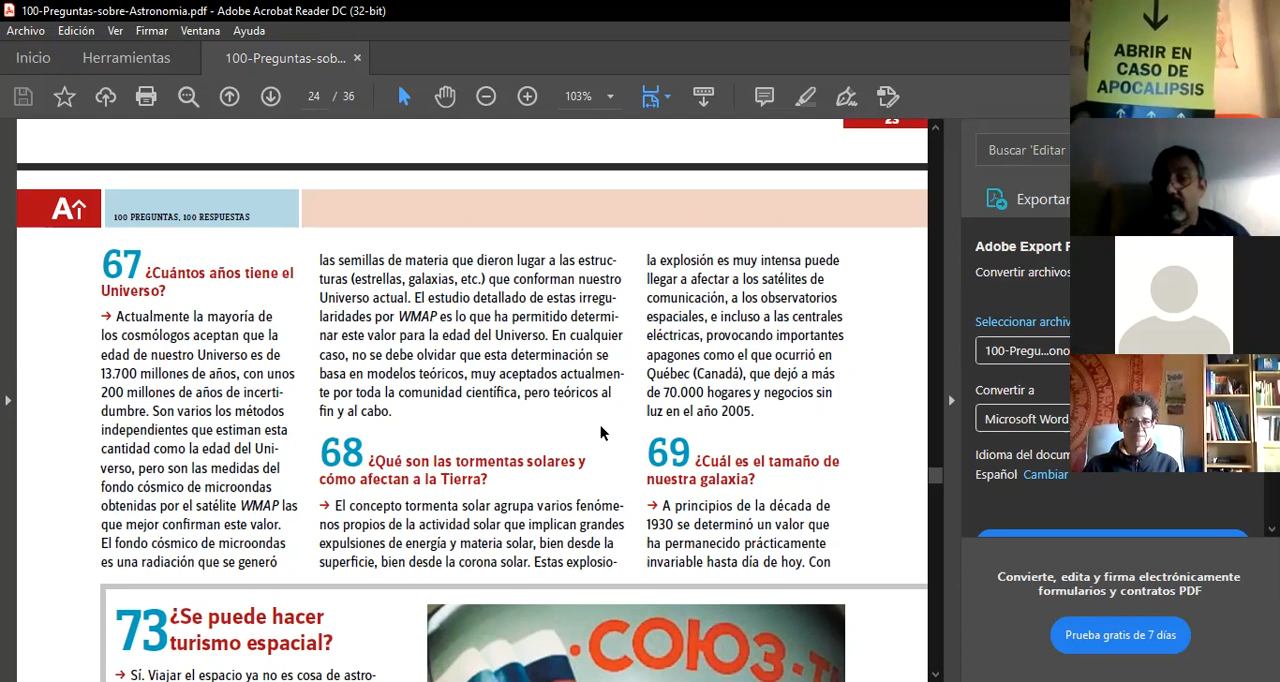 100-Preguntas-sobre-Astronomia.pdf - Adobe Acrobat Reader DC (32-bit)
Archivo Edición Ver Firmar Ventana Ayuda
Inicio Herramientas 100-Preguntas-sob... ×
24 / 36 103%
23
100 PREGUNTAS, 100 RESPUESTAS
67 ¿Cuántos años tiene el
Universo?
→ Actualmente la mayoría de
los cosmólogos aceptan que la
edad de nuestro Universo es de
13.700 millones de años, con unos
200 millones de años de incerti-
dumbre. Son varios los métodos
independientes que estiman esta
cantidad como la edad del Uni-
verso, pero son las medidas del
fondo cósmico de microondas
obtenidas por el satélite WMAP las
que mejor confirman este valor.
El fondo cósmico de microondas
es una radiación que se generó
las semillas de materia que dieron lugar a las estruc-
turas (estrellas, galaxias, etc.) que conforman nuestro
Universo actual. El estudio detallado de estas irregu-
laridades por WMAP es lo que ha permitido determi-
nar este valor para la edad del Universo. En cualquier
caso, no se debe olvidar que esta determinación se
basa en modelos teóricos, muy aceptados actualmen-
te por toda la comunidad científica, pero teóricos al
fin y al cabo.
68 ¿Qué son las tormentas solares y
cómo afectan a la Tierra?
→ El concepto tormenta solar agrupa varios fenóme-
nos propios de la actividad solar que implican grandes
expulsiones de energía y materia solar, bien desde la
superficie, bien desde la corona solar. Estas explosio-
la explosión es muy intensa puede
llegar a afectar a los satélites de
comunicación, a los observatorios
espaciales, e incluso a las centrales
eléctricas, provocando importantes
apagones como el que ocurrió en
Québec (Canadá), que dejó a más
de 70.000 hogares y negocios sin
luz en el año 2005.
69 ¿Cuál es el tamaño de
nuestra galaxia?
→ A principios de la década de
1930 se determinó un valor que
ha permanecido prácticamente
invariable hasta día de hoy. Con
73 ¿Se puede hacer
turismo espacial?
→ Sí. Viajar el espacio ya no es cosa de astro-
СОЮЗ
Buscar 'Editar
Exportar
Adobe Export
Convertir archivos
Seleccionar archiv
100-Pregu...ono
Convertir a
Microsoft Word
Idioma del docum
Español Cambiar
Convierte, edita y firma electrónicamente
formularios y contratos PDF
Prueba gratis de 7 días
ABRIR EN
CASO DE
APOCALIPSIS